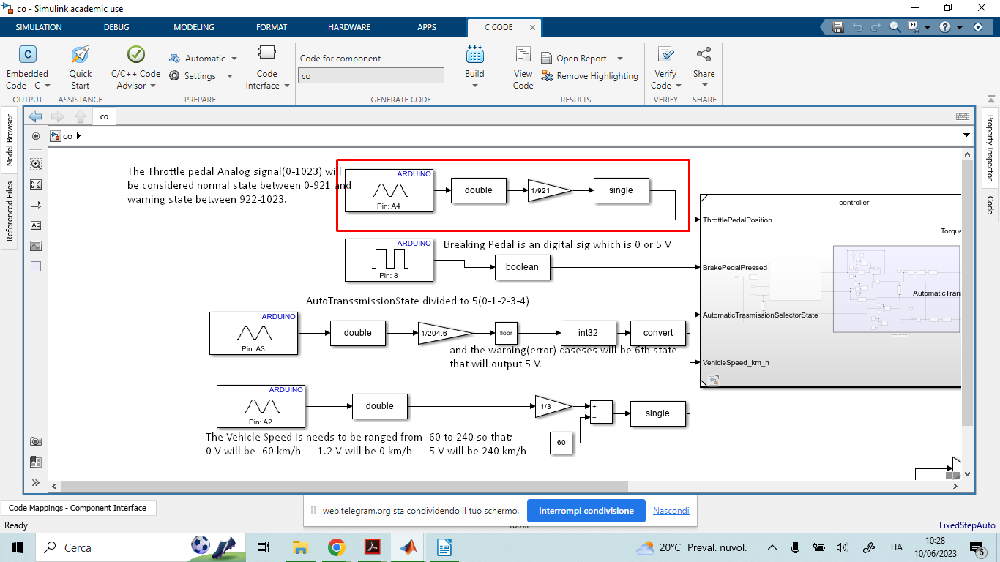 co - Simulink academic use
SIMULATION DEBUG MODELING FORMAT HARDWARE APPS C CODE
Embedded Code - C
OUTPUT
Quick Start
ASSISTANCE
C/C++ Code Advisor
Automatic
Settings
Code Interface
PREPARE
Code for component
co
Build
GENERATE CODE
View Code
Open Report
Remove Highlighting
RESULTS
Verify Code
VERIFY
Share
SHARE
Model Browser
Referenced Files
Property Inspector
Code
co
co
The Throttle pedal Analog signal(0-1023) will
be considered normal state between 0-921 and
warning state between 922-1023.
ARDUINO
Pin: A4
double
1/921
single
controller
ThrottlePedalPosition
Torque
ARDUINO
Pin: 8
Breaking Pedal is an digital sig which is 0 or 5 V
boolean
BrakePedalPressed
AutomaticTrans
AutoTranssmissionState divided to 5(0-1-2-3-4)
ARDUINO
Pin: A3
double
1/204.6
floor
int32
convert
AutomaticTrasmissionSelectorState
and the warning(error) caseses will be 6th state
that will output 5 V.
VehicleSpeed_km_h
ARDUINO
Pin: A2
double
1/3
+
−
60
single
The Vehicle Speed is needs to be ranged from -60 to 240 so that;
0 V will be -60 km/h --- 1.2 V will be 0 km/h --- 5 V will be 240 km/h
Code Mappings - Component Interface
web.telegram.org sta condividendo il tuo schermo.
Interrompi condivisione
Nascondi
Ready
100%
FixedStepAuto
Cerca
20°C Preval. nuvol.
ITA
10:28
10/06/2023
6